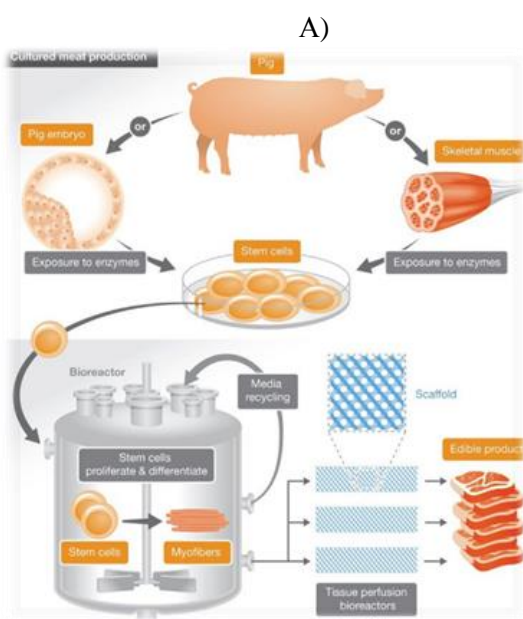 A)
Cultured meat production
Pig
or
or
Pig embryo
Skeletal muscle
Exposure to enzymes
Stem cells
Exposure to enzymes
Bioreactor
Media
recycling
Scaffold
Stem cells
proliferate & differentiate
Edible product
Stem cells
Myofibers
Tissue perfusion
bioreactors